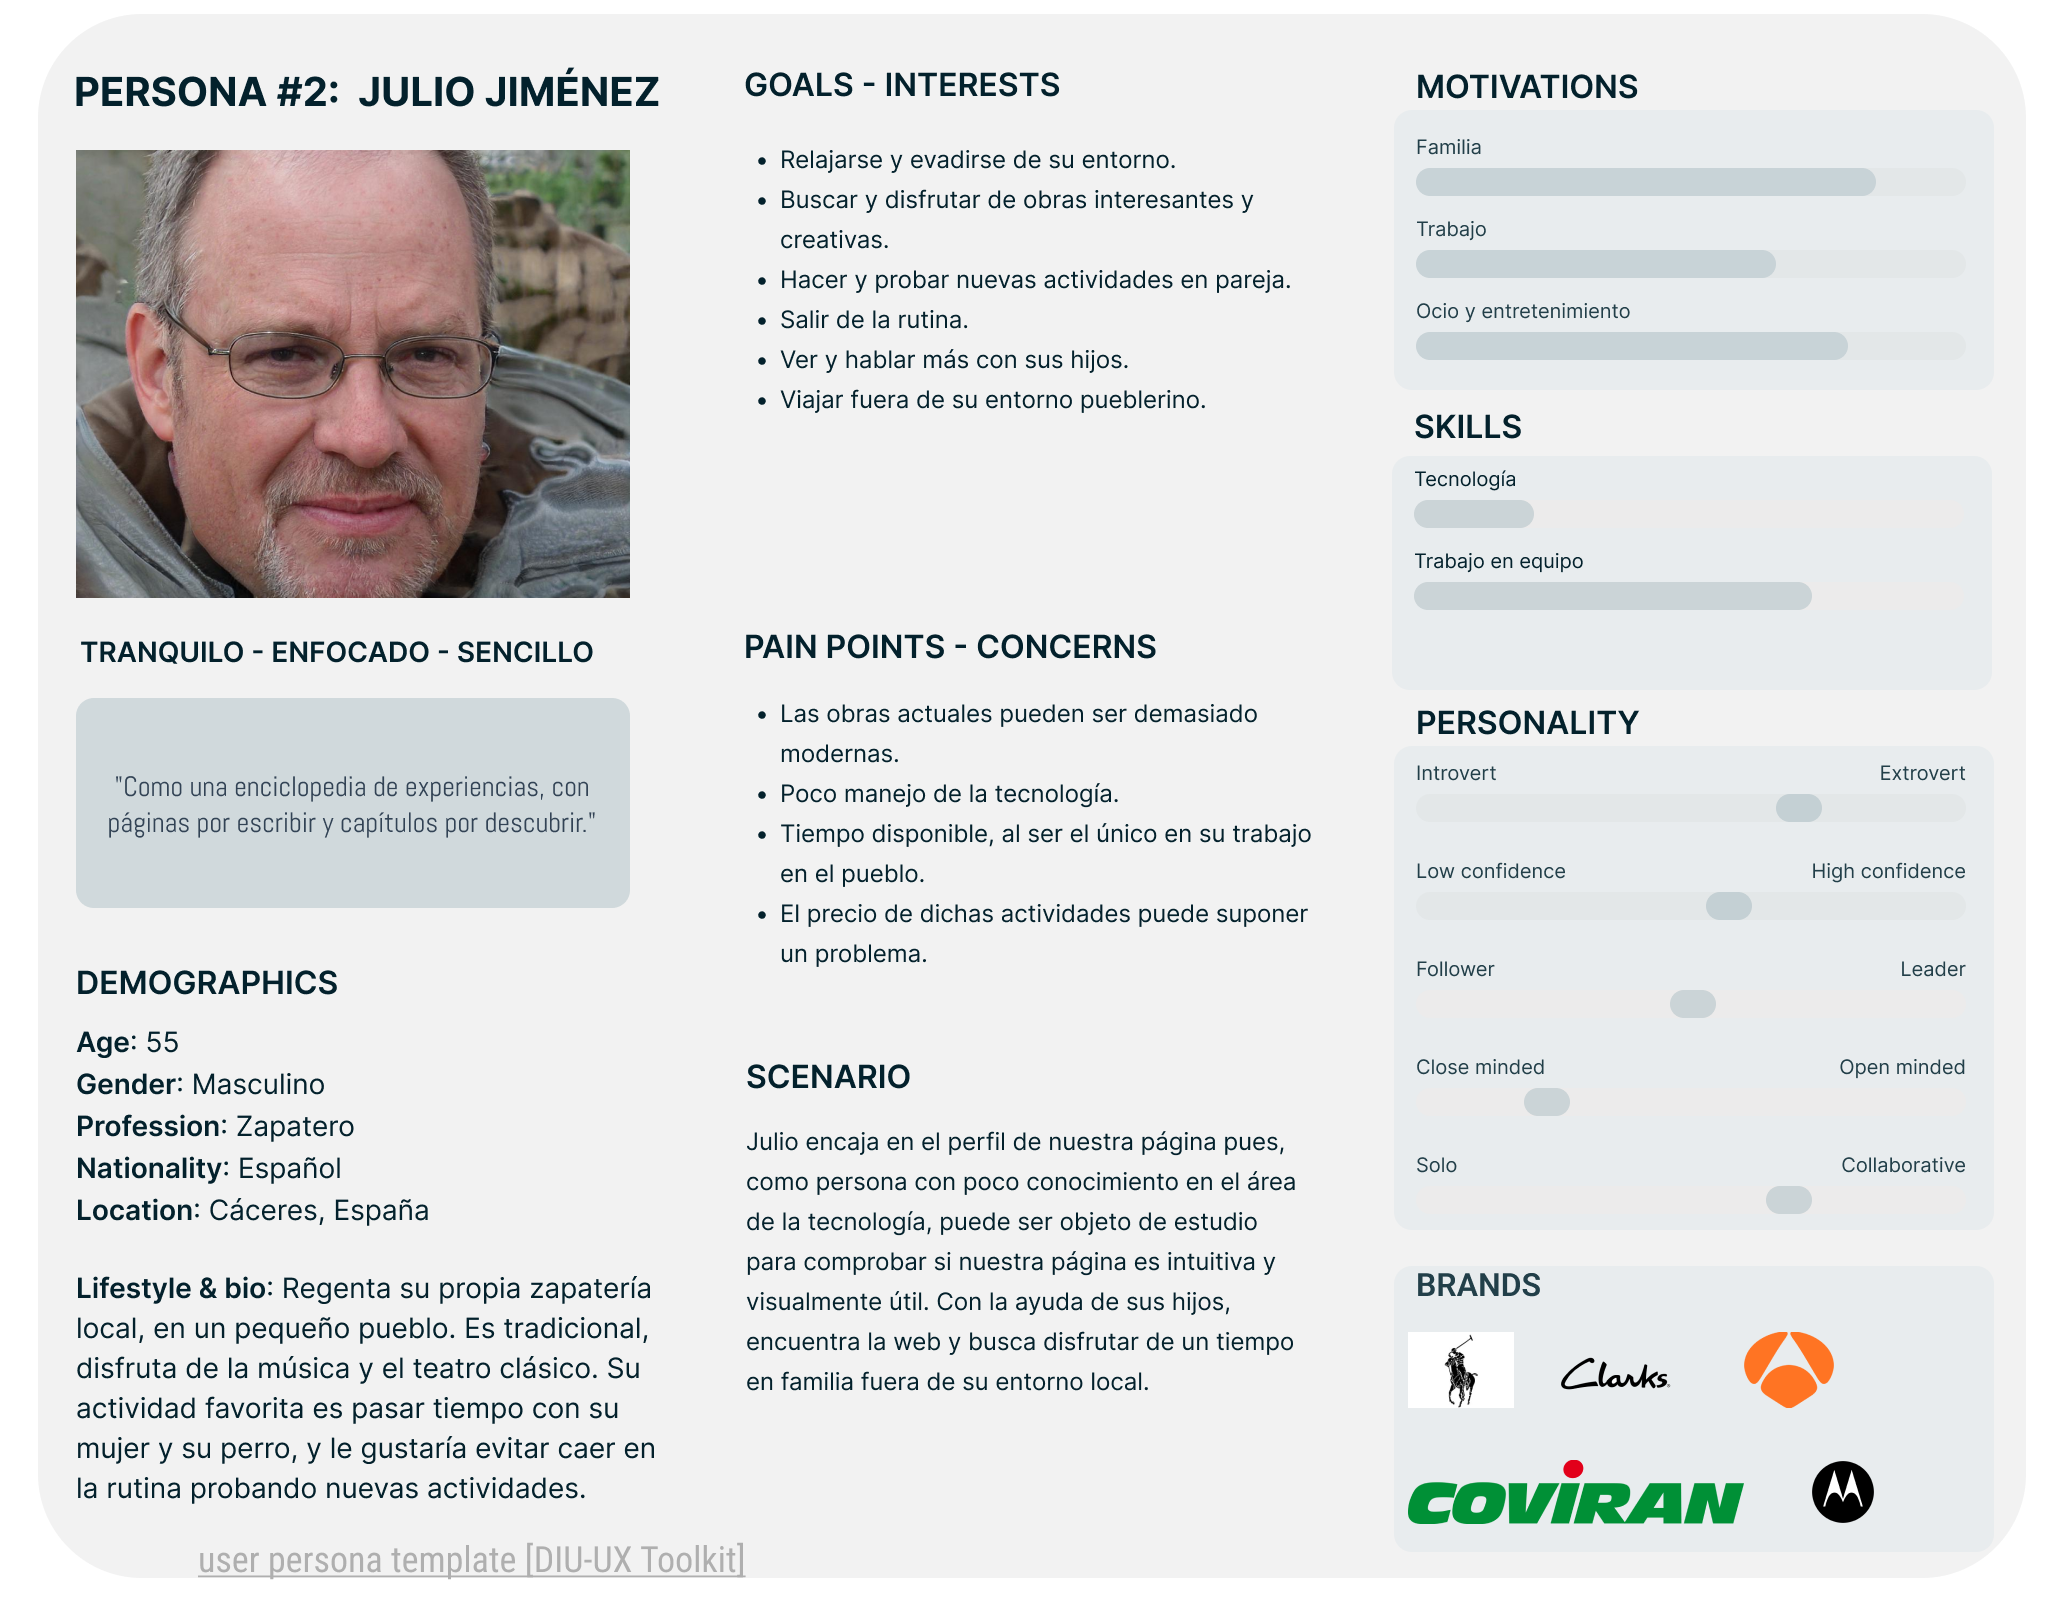 PERSONA #2: JULIO JIMÉNEZ
TRANQUILO - ENFOCADO - SENCILLO
"Como una enciclopedia de experiencias, con
páginas por escribir y capítulos por descubrir."
DEMOGRAPHICS
Age: 55
Gender: Masculino
Profession: Zapatero
Nationality: Español
Location: Cáceres, España
Lifestyle & bio: Regenta su propia zapatería
local, en un pequeño pueblo. Es tradicional,
disfruta de la música y el teatro clásico. Su
actividad favorita es pasar tiempo con su
mujer y su perro, y le gustaría evitar caer en
la rutina probando nuevas actividades.
user persona template [DIU-UX Toolkit]
GOALS - INTERESTS
• Relajarse y evadirse de su entorno.
• Buscar y disfrutar de obras interesantes y
creativas.
• Hacer y probar nuevas actividades en pareja.
• Salir de la rutina.
• Ver y hablar más con sus hijos.
• Viajar fuera de su entorno pueblerino.
PAIN POINTS - CONCERNS
• Las obras actuales pueden ser demasiado
modernas.
• Poco manejo de la tecnología.
• Tiempo disponible, al ser el único en su trabajo
en el pueblo.
• El precio de dichas actividades puede suponer
un problema.
SCENARIO
Julio encaja en el perfil de nuestra página pues,
como persona con poco conocimiento en el área
de la tecnología, puede ser objeto de estudio
para comprobar si nuestra página es intuitiva y
visualmente útil. Con la ayuda de sus hijos,
encuentra la web y busca disfrutar de un tiempo
en familia fuera de su entorno local.
MOTIVATIONS
Familia
Trabajo
Ocio y entretenimiento
SKILLS
Tecnología
Trabajo en equipo
PERSONALITY
Introvert Extrovert
Low confidence High confidence
Follower Leader
Close minded Open minded
Solo Collaborative
BRANDS
Clarks
COVIRAN